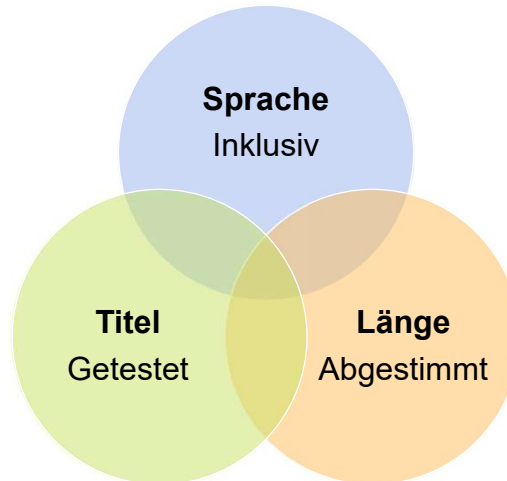 Sprache
Inklusiv
Titel
Getestet
Länge
Abgestimmt